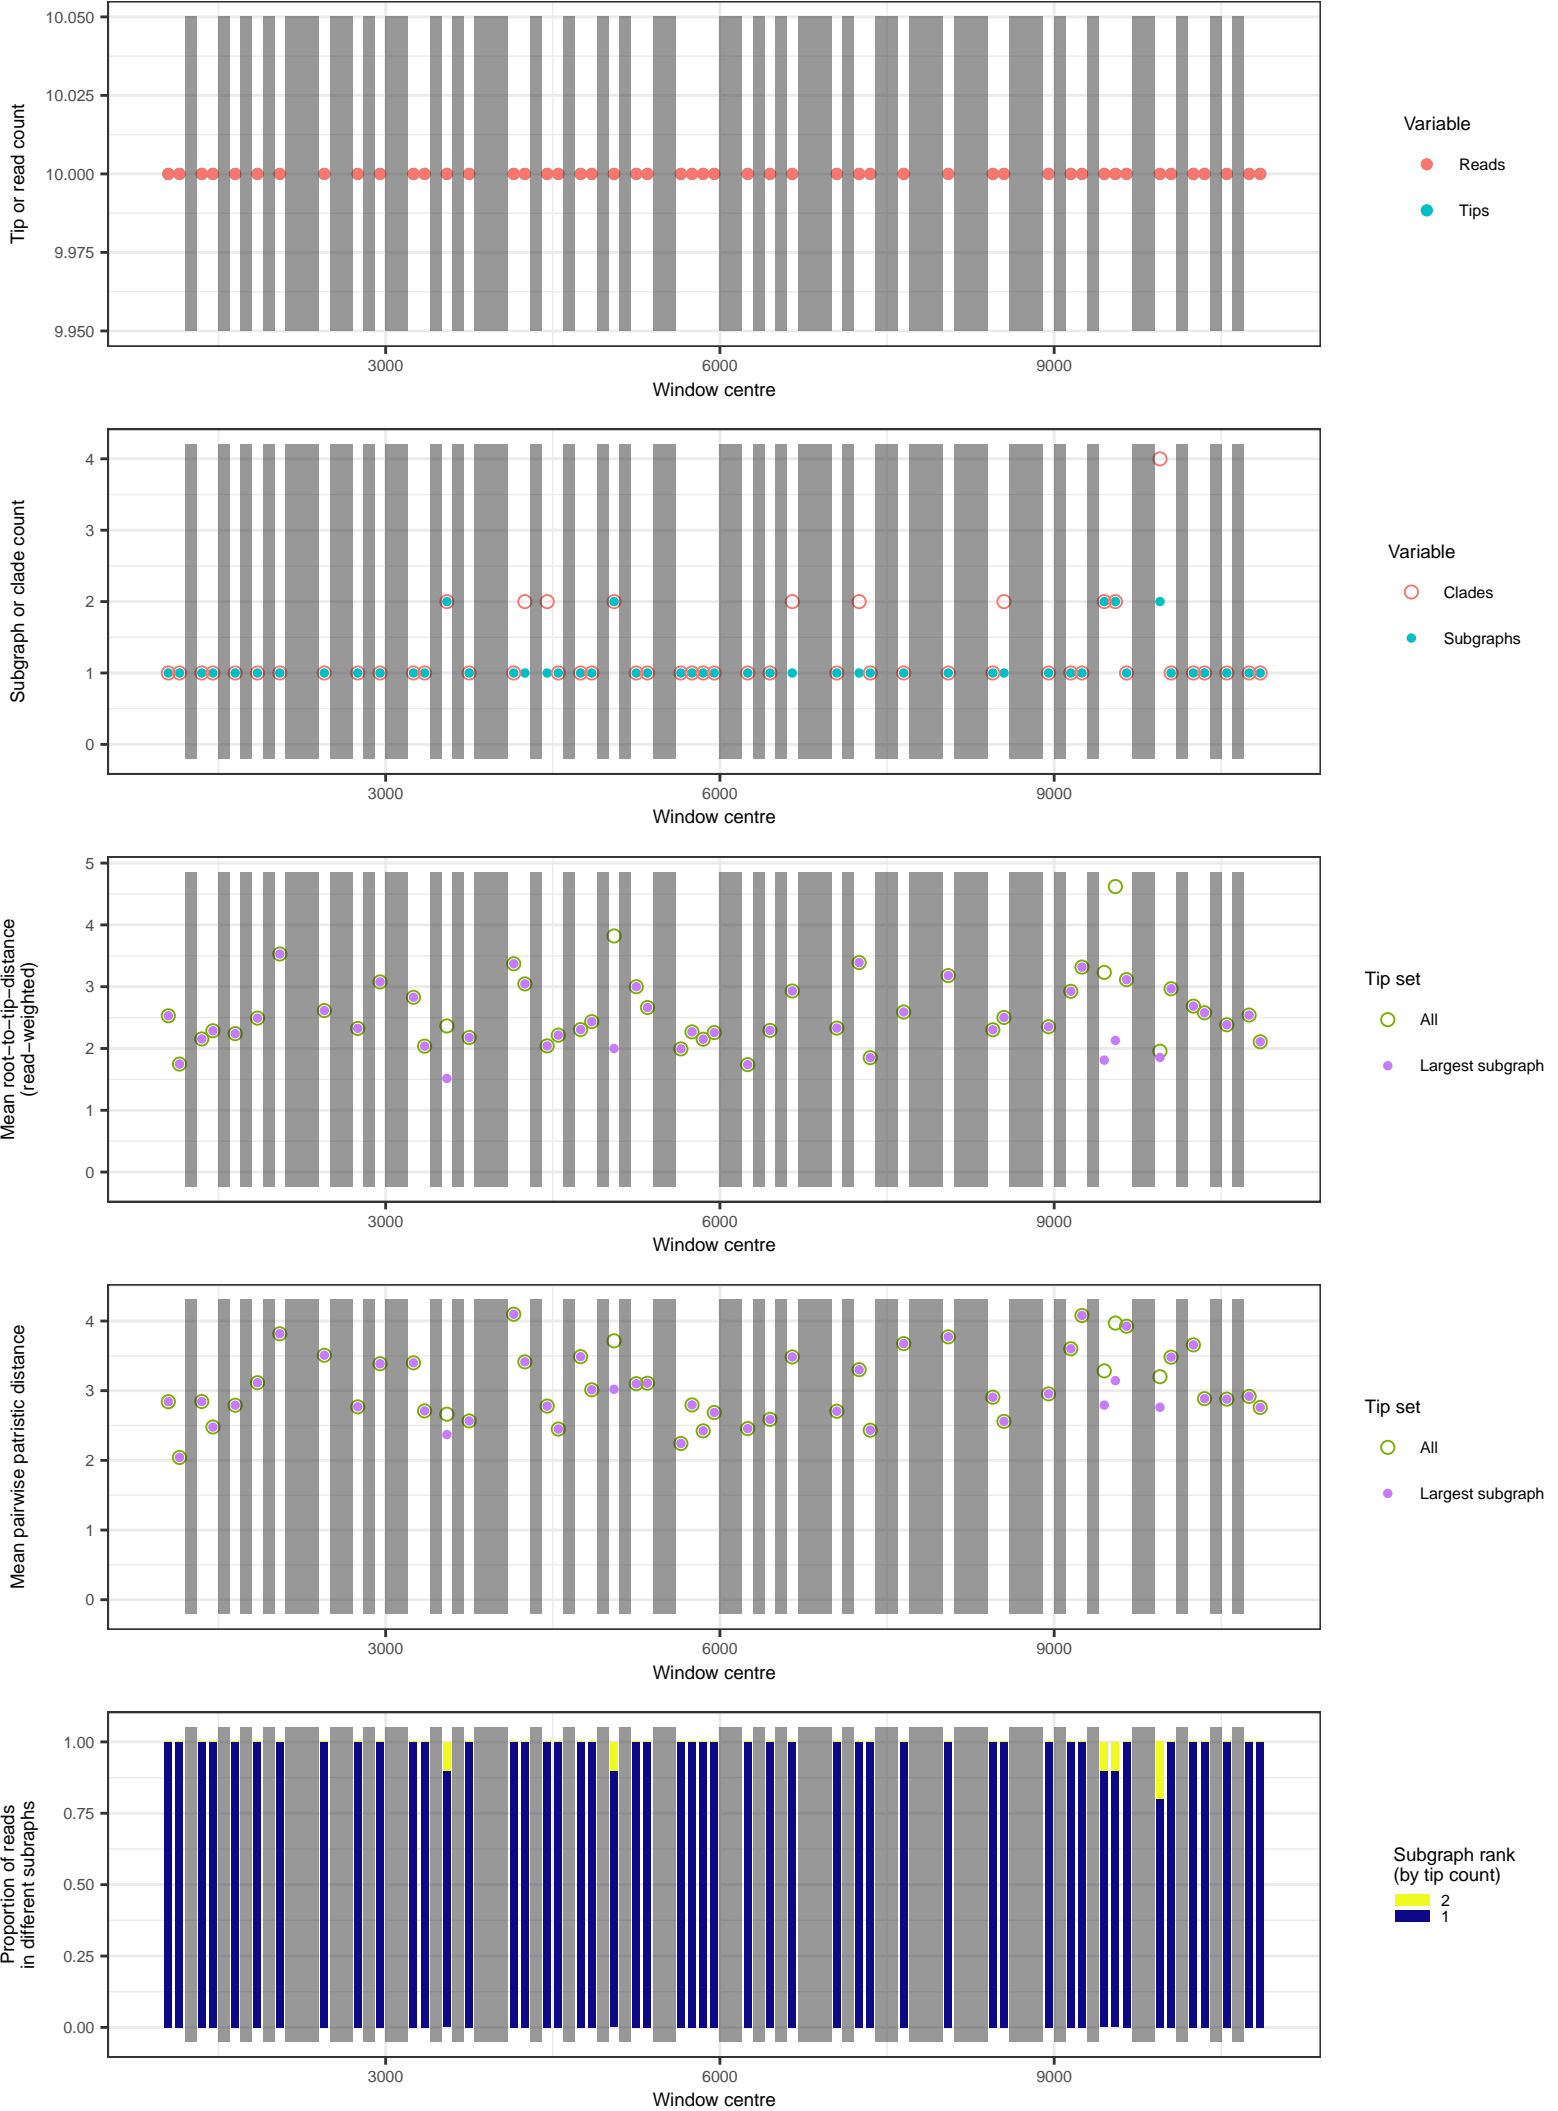 10.050
10.025
10.000
9.975
9.950
Tip or read count
3000
6000
9000
Window centre
Variable
Reads
Tips
4
3
2
1
0
Subgraph or clade count
3000
6000
9000
Window centre
Variable
Clades
Subgraphs
5
4
3
2
1
0
Mean root−to−tip−distance
(read−weighted)
3000
6000
9000
Window centre
Tip set
All
Largest subgraph
4
3
2
1
0
Mean pairwise patristic distance
3000
6000
9000
Window centre
Tip set
All
Largest subgraph
1.00
0.75
0.50
0.25
0.00
Proportion of reads
in different subraphs
3000
6000
9000
Window centre
Subgraph rank
(by tip count)
2
1